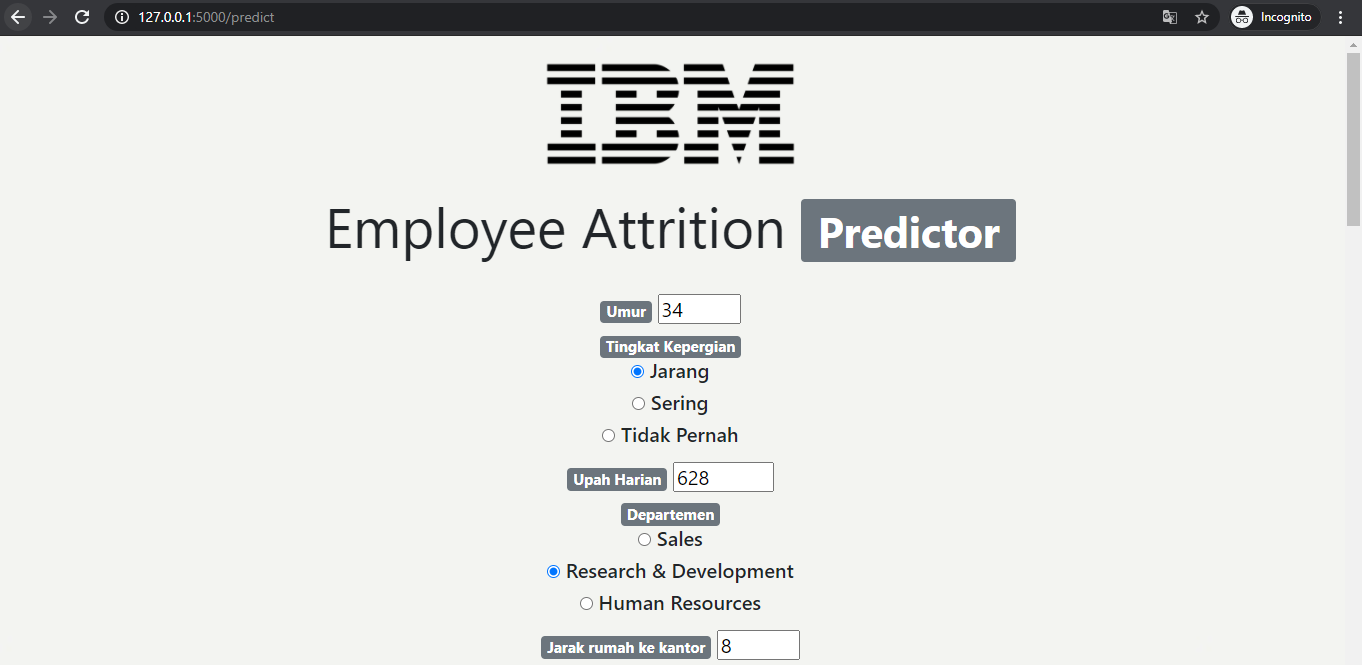 127.0.0.1:5000/predict
Incognito
IBM
Employee Attrition Predictor
Umur 34
Tingkat Kepergian
Jarang
Sering
Tidak Pernah
Upah Harian 628
Departemen
Sales
Research & Development
Human Resources
Jarak rumah ke kantor 8